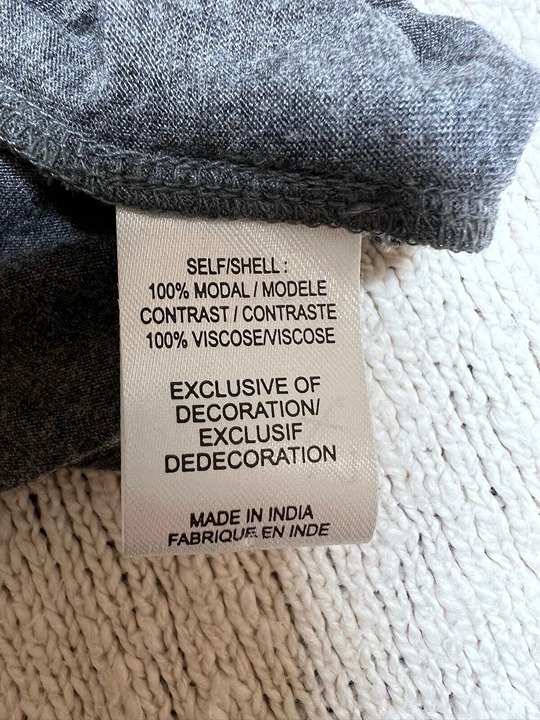 SELF/SHELL :
100% MODAL / MODELE
CONTRAST / CONTRASTE
100% VISCOSE/VISCOSE
EXCLUSIVE OF
DECORATION/
EXCLUSIF
DEDECORATION
MADE IN INDIA
FABRIQUE EN INDE